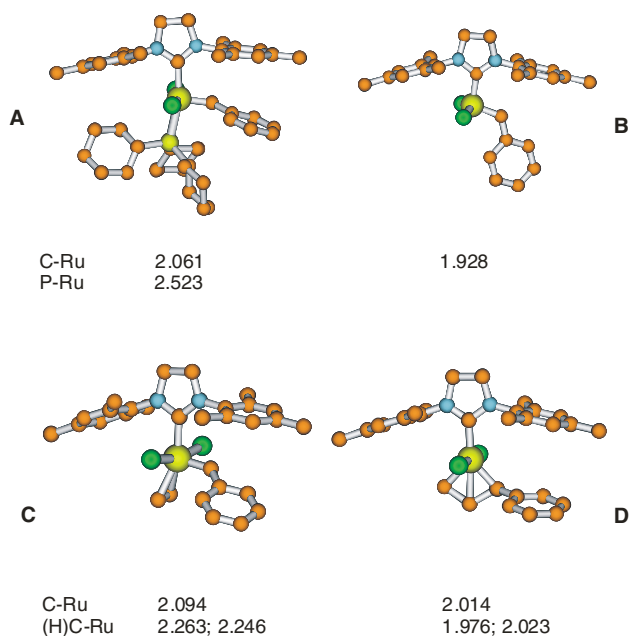 A
B
C-Ru 2.061 1.928
P-Ru 2.523
C
D
C-Ru 2.094 2.014
(H)C-Ru 2.263; 2.246 1.976; 2.023